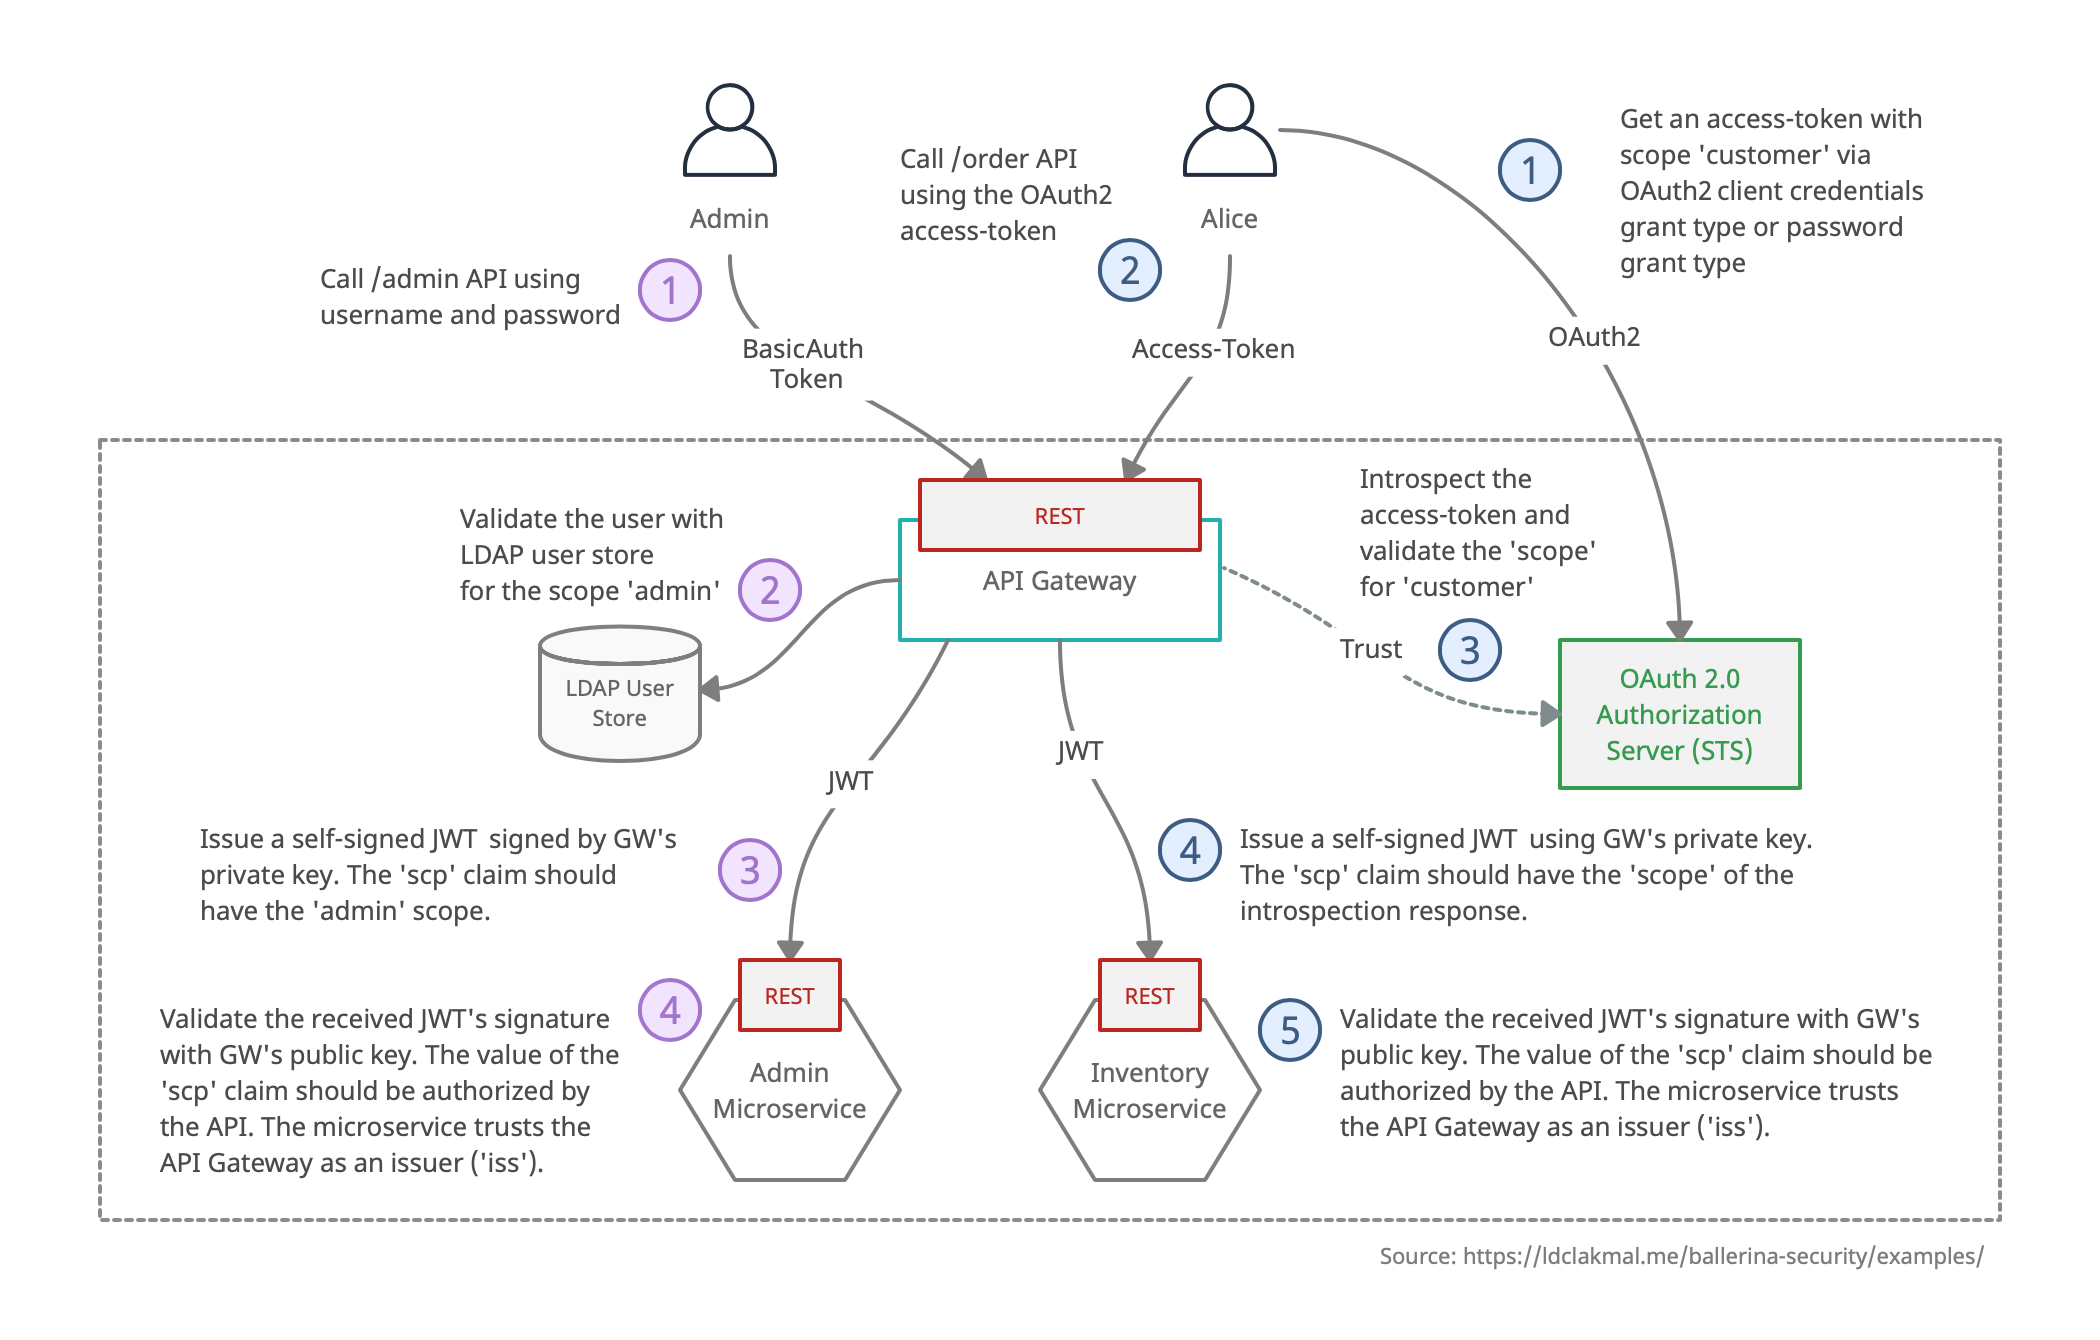 Admin
Call /admin API using
username and password
1
BasicAuth
Token
Call /order API
using the OAuth2
access-token
2
Alice
Access-Token
1
Get an access-token with
scope 'customer' via
OAuth2 client credentials
grant type or password
grant type
OAuth2
REST
API Gateway
Validate the user with
LDAP user store
for the scope 'admin'
2
LDAP User
Store
Introspect the
access-token and
validate the 'scope'
for 'customer'
Trust
3
OAuth 2.0
Authorization
Server (STS)
JWT
JWT
Issue a self-signed JWT  signed by GW's
private key. The 'scp' claim should
have the 'admin' scope.
3
4
Issue a self-signed JWT  using GW's private key.
The 'scp' claim should have the 'scope' of the
introspection response.
Validate the received JWT's signature
with GW's public key. The value of the
'scp' claim should be authorized by
the API. The microservice trusts the
API Gateway as an issuer ('iss').
4
REST
Admin
Microservice
REST
Inventory
Microservice
5
Validate the received JWT's signature with GW's
public key. The value of the 'scp' claim should be
authorized by the API. The microservice trusts
the API Gateway as an issuer ('iss').
Source: https://ldclakmal.me/ballerina-security/examples/